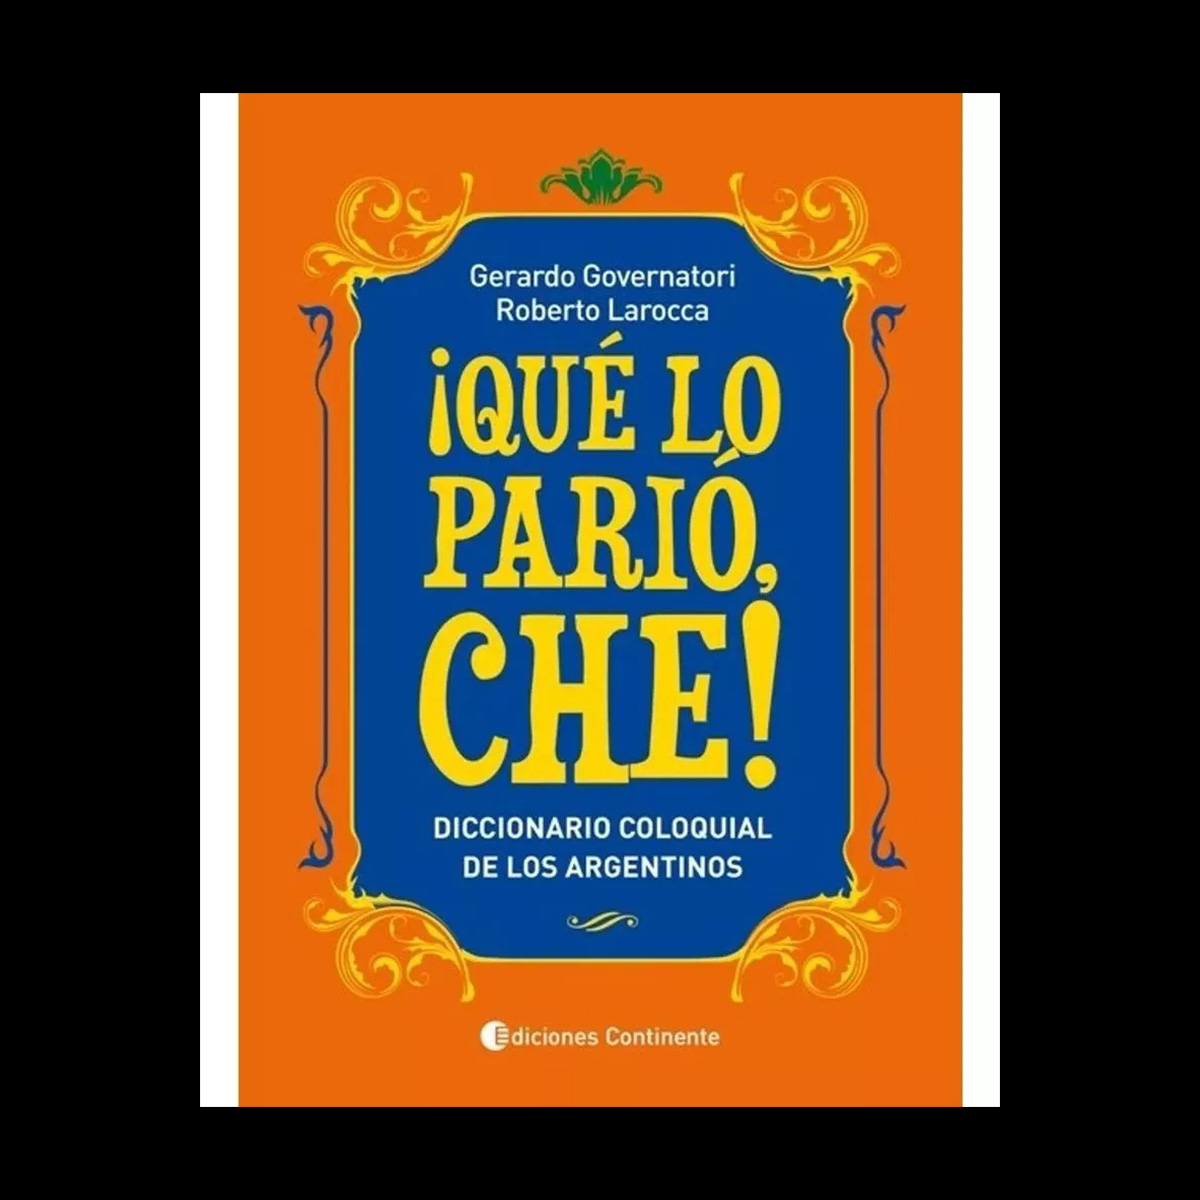 Gerardo Governatori
Roberto Larocca
¡QUÉ LO
PARIÓ,
CHE!
DICCIONARIO COLOQUIAL
DE LOS ARGENTINOS
Ediciones Continente